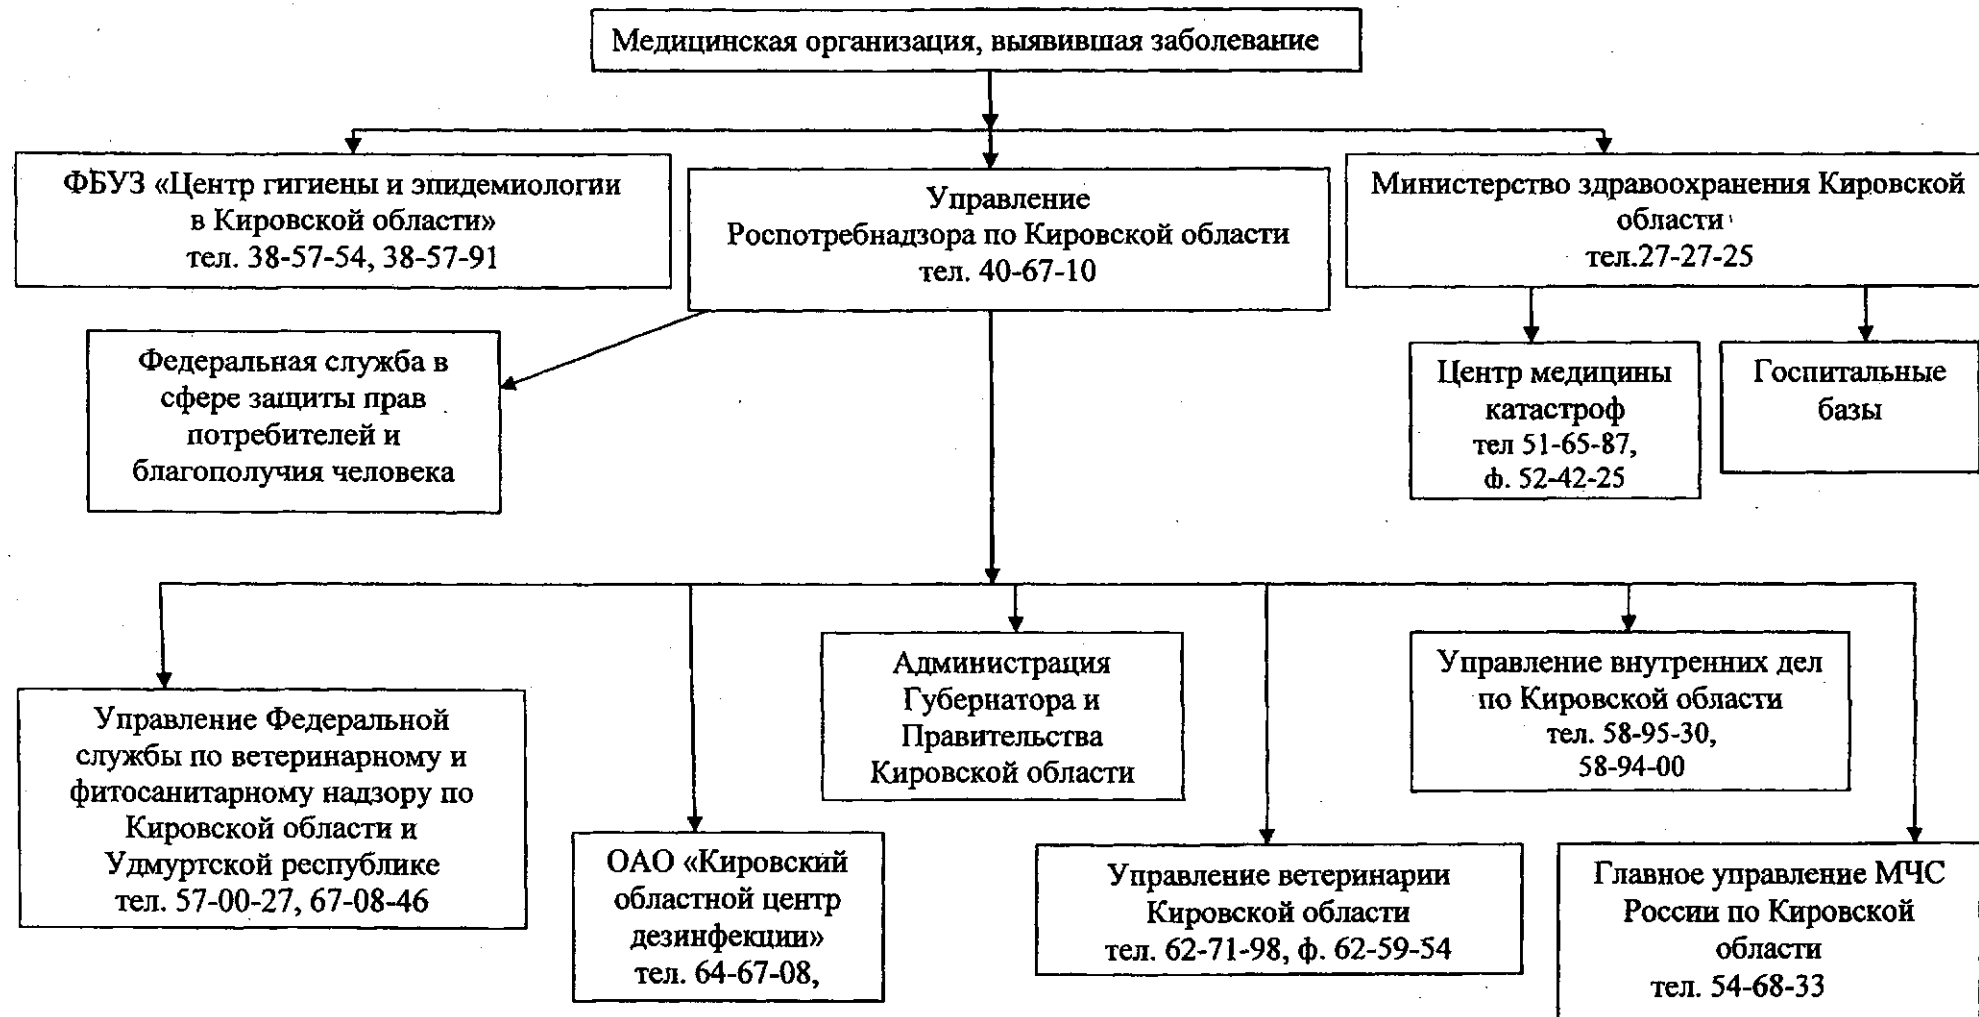 Медицинская организация, выявившая заболевание
ФБУЗ «Центр гигиены и эпидемиологии
в Кировской области»
тел. 38-57-54, 38-57-91
Управление
Роспотребнадзора по Кировской области
тел. 40-67-10
Министерство здравоохранения Кировской
области
тел.27-27-25
Федеральная служба в
сфере защиты прав
потребителей и
благополучия человека
Центр медицины
катастроф
тел 51-65-87,
ф. 52-42-25
Госпитальные
базы
Управление Федеральной
службы по ветеринарному и
фитосанитарному надзору по
Кировской области и
Удмуртской республике
тел. 57-00-27, 67-08-46
ОАО «Кировский
областной центр
дезинфекции»
тел. 64-67-08,
Администрация
Губернатора и
Правительства
Кировской области
Управление ветеринарии
Кировской области
тел. 62-71-98, ф. 62-59-54
Управление внутренних дел
по Кировской области
тел. 58-95-30,
58-94-00
Главное управление МЧС
России по Кировской
области
тел. 54-68-33